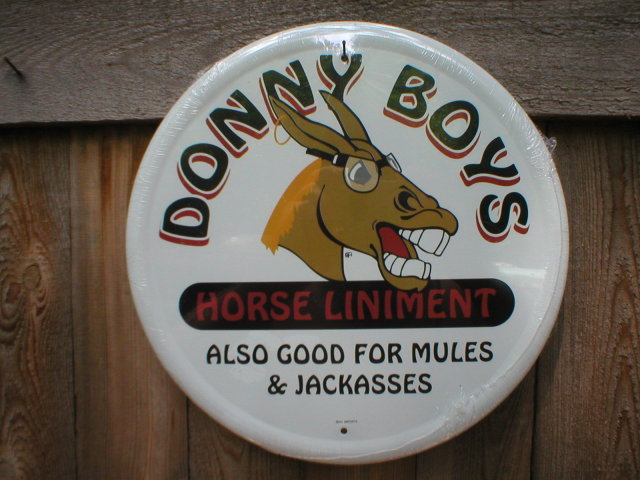 DONNY BOYS
HORSE LINIMENT
ALSO GOOD FOR MULES
& JACKASSES